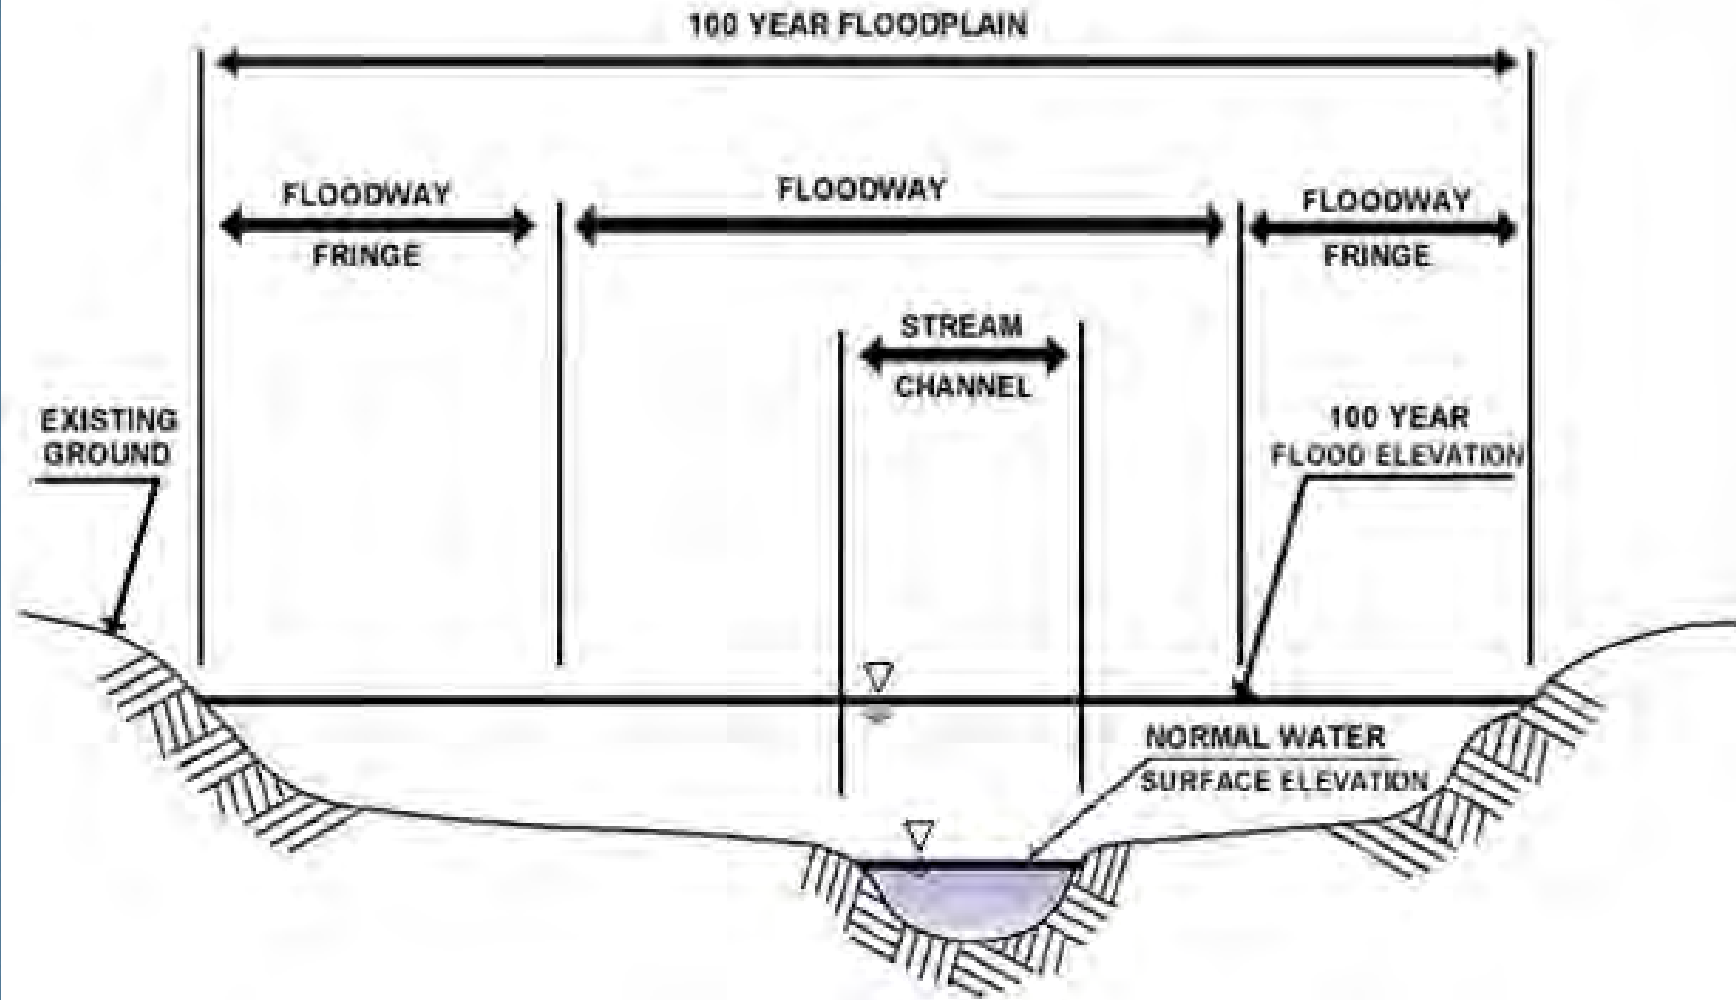 100 YEAR FLOODPLAIN
FLOODWAY
FRINGE
FLOODWAY
FLOODWAY
FRINGE
STREAM
CHANNEL
EXISTING
GROUND
100 YEAR
FLOOD ELEVATION
NORMAL WATER
SURFACE ELEVATION